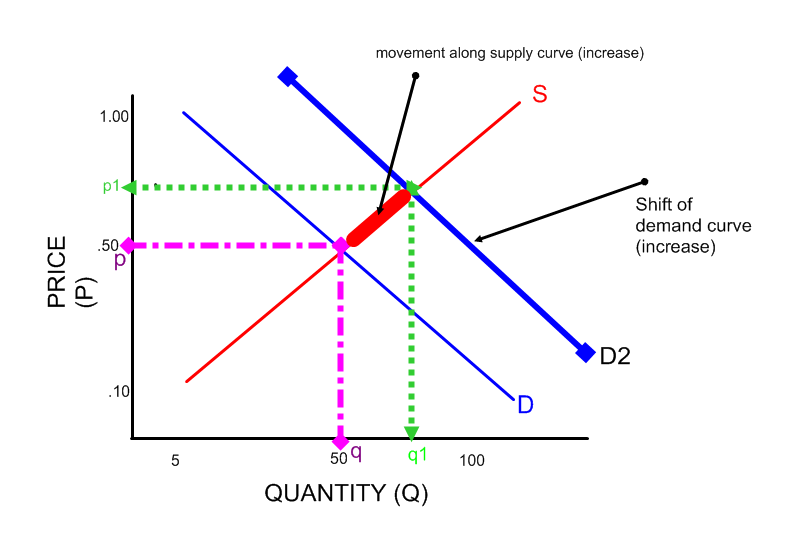 movement along supply curve (increase)
S
1.00
p1
Shift of
demand curve
(increase)
.50
p
PRICE
(P)
D2
.10
D
5
50
q
q1
100
QUANTITY (Q)